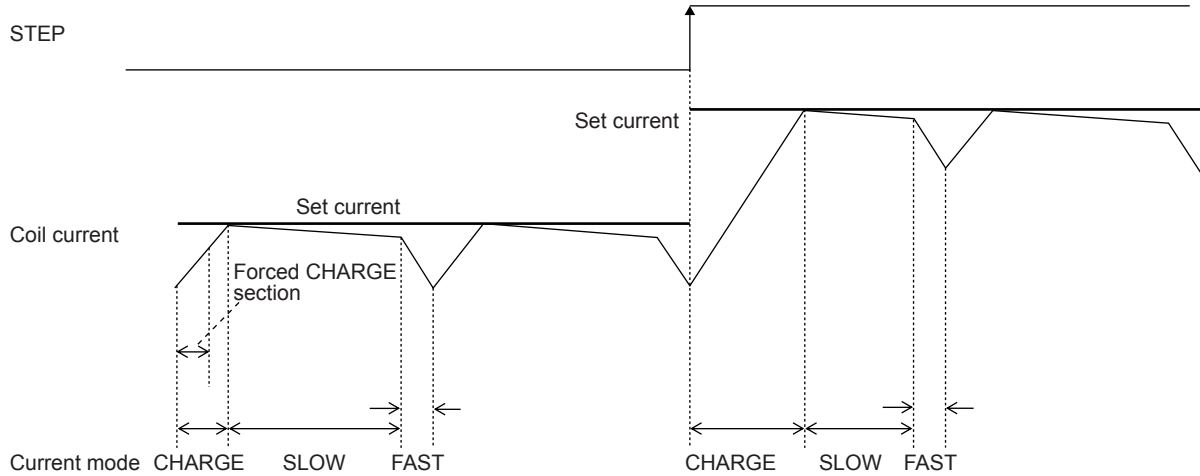 STEP
Set current
Set current
Coil current
Forced CHARGE
section
Current mode CHARGE SLOW FAST CHARGE SLOW FAST